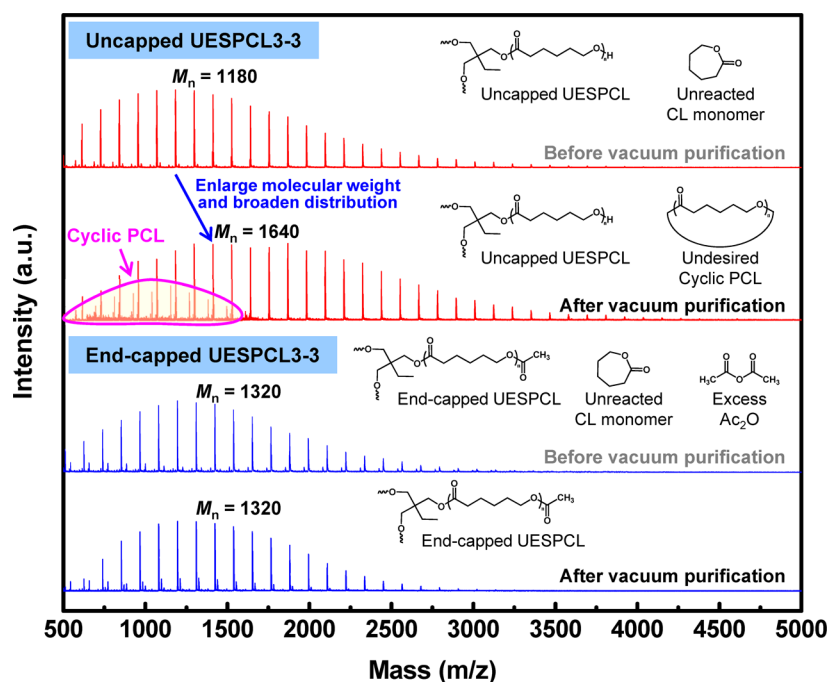 Uncapped UESPCL3-3
Mn = 1180
Uncapped UESPCL
Unreacted
CL monomer
Before vacuum purification
Enlarge molecular weight
and broaden distribution
Cyclic PCL
Mn = 1640
Uncapped UESPCL
Undesired
Cyclic PCL
After vacuum purification
End-capped UESPCL3-3
Mn = 1320
End-capped UESPCL
Unreacted
CL monomer
Excess
Ac2O
Before vacuum purification
Mn = 1320
End-capped UESPCL
After vacuum purification
Intensity (a.u.)
500 1000 1500 2000 2500 3000 3500 4000 4500 5000
Mass (m/z)